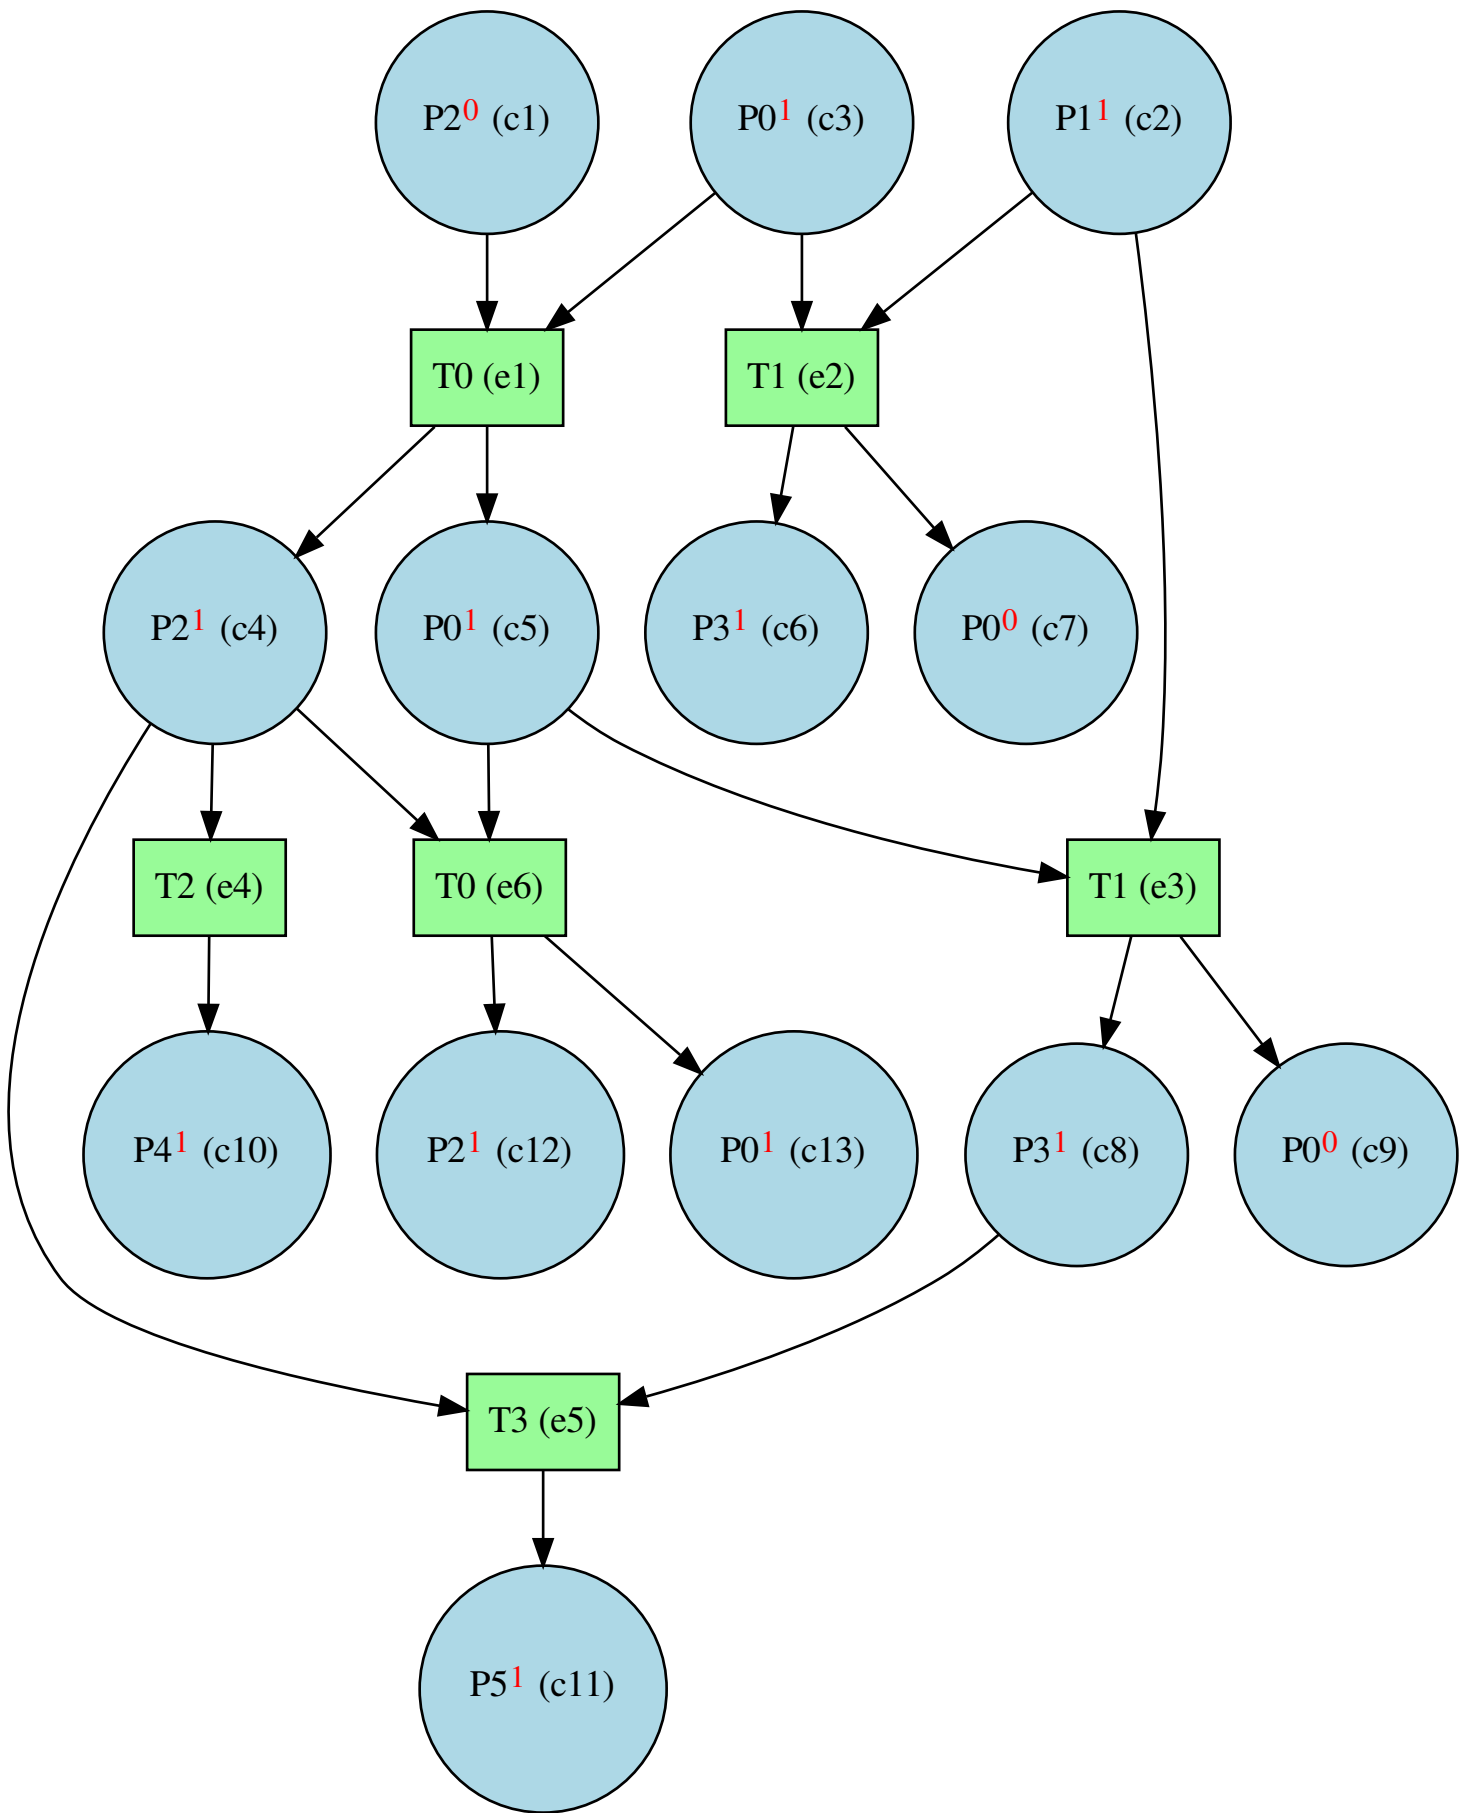 P2⁰ (c1)
P0¹ (c3)
P1¹ (c2)
T0 (e1)
T1 (e2)
P2¹ (c4)
P0¹ (c5)
P3¹ (c6)
P0⁰ (c7)
T2 (e4)
T0 (e6)
T1 (e3)
P4¹ (c10)
P2¹ (c12)
P0¹ (c13)
P3¹ (c8)
P0⁰ (c9)
T3 (e5)
P5¹ (c11)